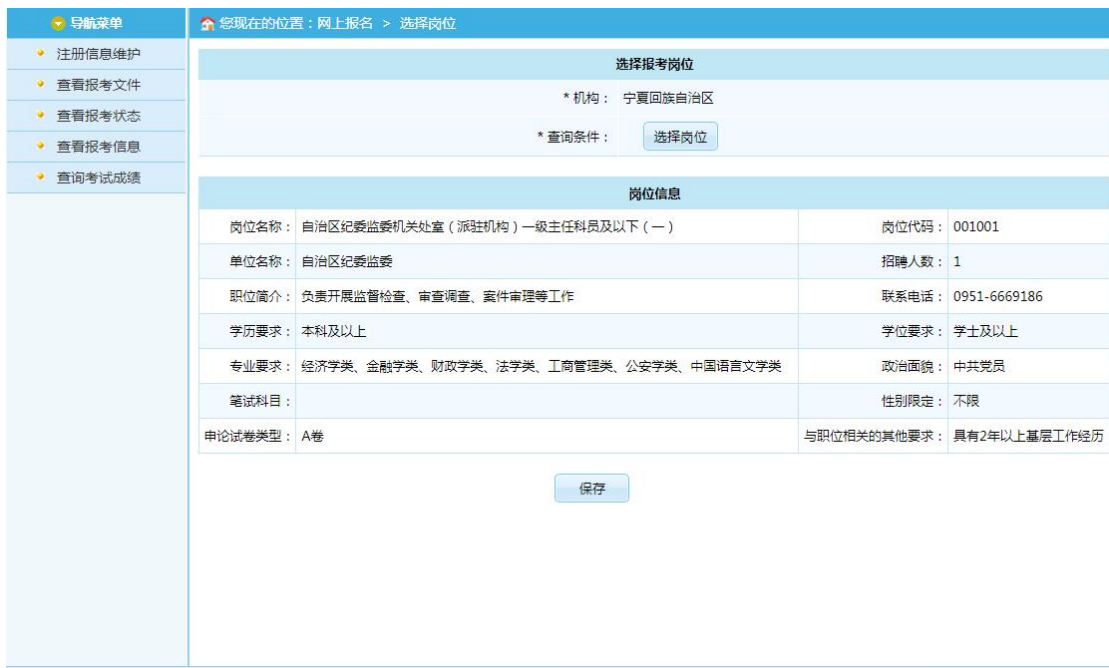 导航菜单
您现在的位置：网上报名 > 选择岗位
注册信息维护
查看报考文件
查看报考状态
查看报考信息
查询考试成绩
选择报考岗位
* 机构： 宁夏回族自治区
* 查询条件： 选择岗位
岗位信息
岗位名称： 自治区纪委监委机关处室（派驻机构）一级主任科员及以下（一） 岗位代码： 001001
单位名称： 自治区纪委监委 招聘人数： 1
职位简介： 负责开展监督检查、审查调查、案件审理等工作 联系电话： 0951-6669186
学历要求： 本科及以上 学位要求： 学士及以上
专业要求： 经济学类、金融学类、财政学类、法学类、工商管理类、公安学类、中国语言文学类 政治面貌： 中共党员
笔试科目： 性别限定： 不限
申论试卷类型： A卷 与职位相关的其他要求： 具有2年以上基层工作经历
保存